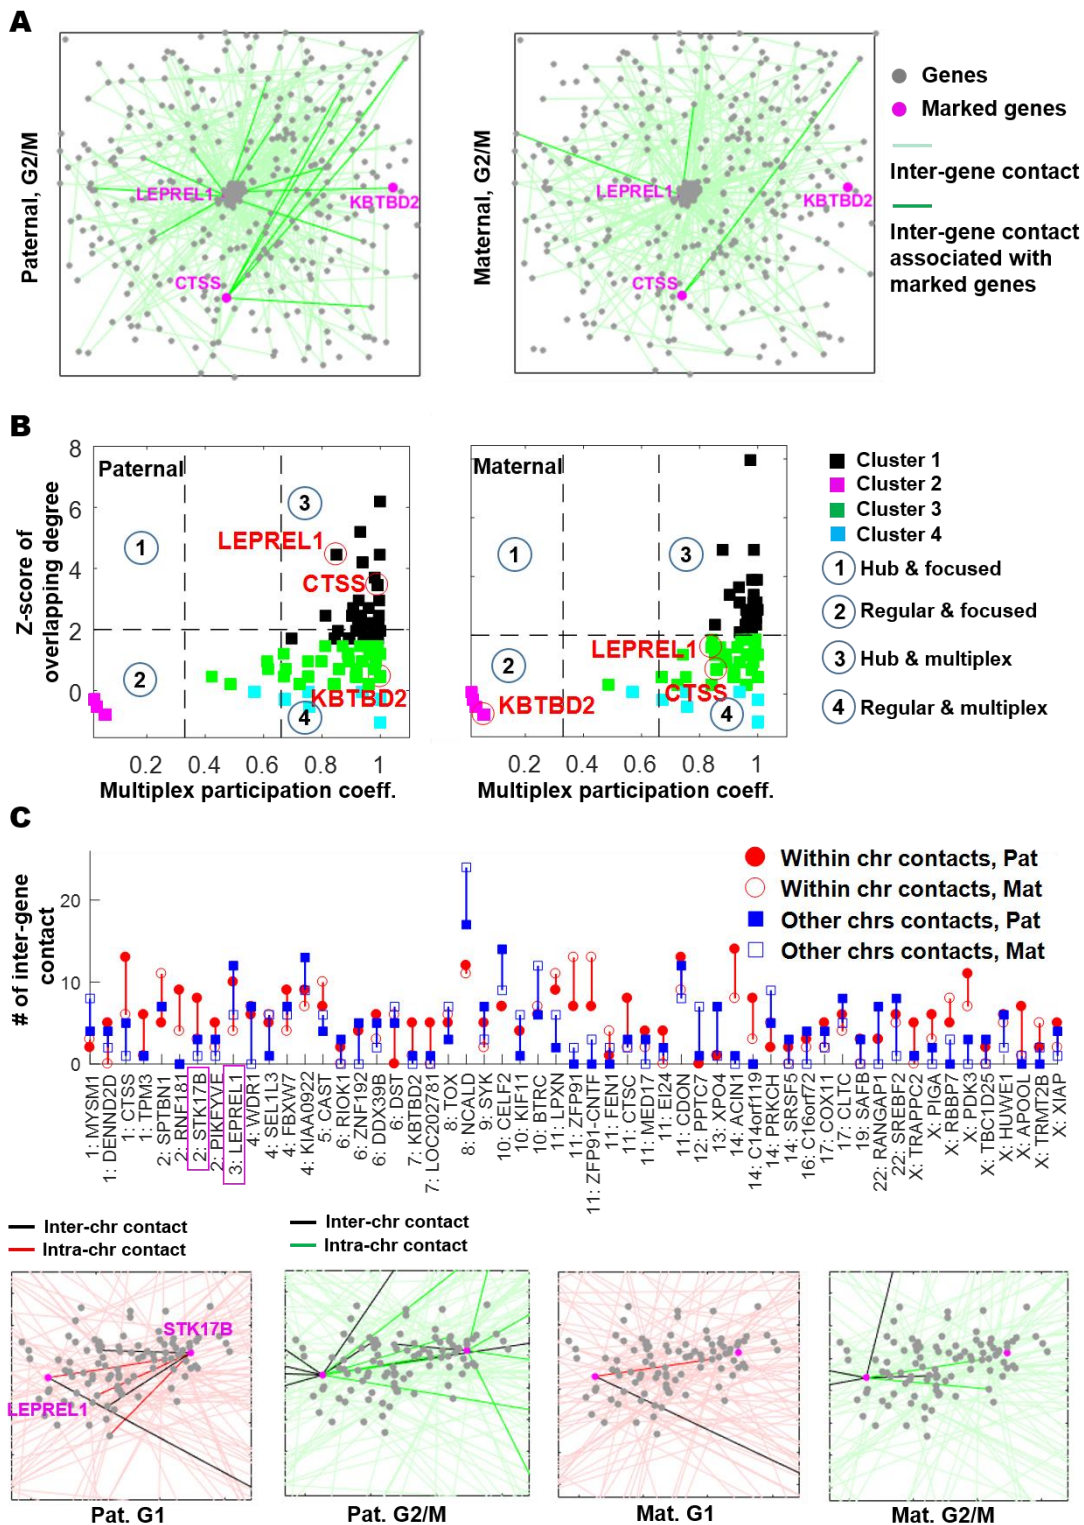 A
Paternal, G2/M
LEPREL1
KBTBD2
CTSS
Maternal, G2/M
LEPREL1
KBTBD2
CTSS
Genes
Marked genes
Inter-gene contact
Inter-gene contact
associated with
marked genes
B
Z-score of
overlapping degree
8
6
4
2
0
Paternal
1
2
3
4
LEPREL1
CTSS
KBTBD2
0.2 0.4 0.6 0.8 1
Multiplex participation coeff.
Maternal
1
2
3
4
LEPREL1
CTSS
KBTBD2
0.2 0.4 0.6 0.8 1
Multiplex participation coeff.
Cluster 1
Cluster 2
Cluster 3
Cluster 4
1 Hub & focused
2 Regular & focused
3 Hub & multiplex
4 Regular & multiplex
C
# of inter-gene
contact
20
10
0
Within chr contacts, Pat
Within chr contacts, Mat
Other chrs contacts, Pat
Other chrs contacts, Mat
1: MYSM1
1: DENND2D
1: CTSS
1: TPM3
2: SPTBN1
2: RNF181
2: STK17B
2: PIKFYVE
3: LEPREL1
4: WDR1
4: SEL1L3
4: FBXW7
4: KIAA0922
5: CAST
6: RIOK1
6: ZNF192
6: DDX39B
6: DST
7: KBTBD2
7: LOC202781
8: TOX
8: NCALD
9: SYK
10: CELF2
10: KIF11
10: BTRC
11: LPXN
11: ZFP91
11: ZFP91-CNTF
11: FEN1
11: CTSC
11: MED17
11: EI24
11: CDON
12: PTPC7
13: XPO4
14: ACIN1
14: C14orf119
14: PRKCH
14: SRSF5
16: C16orf72
17: COX11
17: CLTC
19: SAFB
22: RANGAP1
22: SREBF2
X: TRAPPC2
X: PIGA
X: RBBP7
X: PDK3
X: TBC1D25
X: HUWE1
X: APOOL
X: TRMT2B
X: XIAP
Inter-chr contact
Intra-chr contact
Inter-chr contact
Intra-chr contact
STK17B
LEPREL1
Pat. G1
Pat. G2/M
Mat. G1
Mat. G2/M